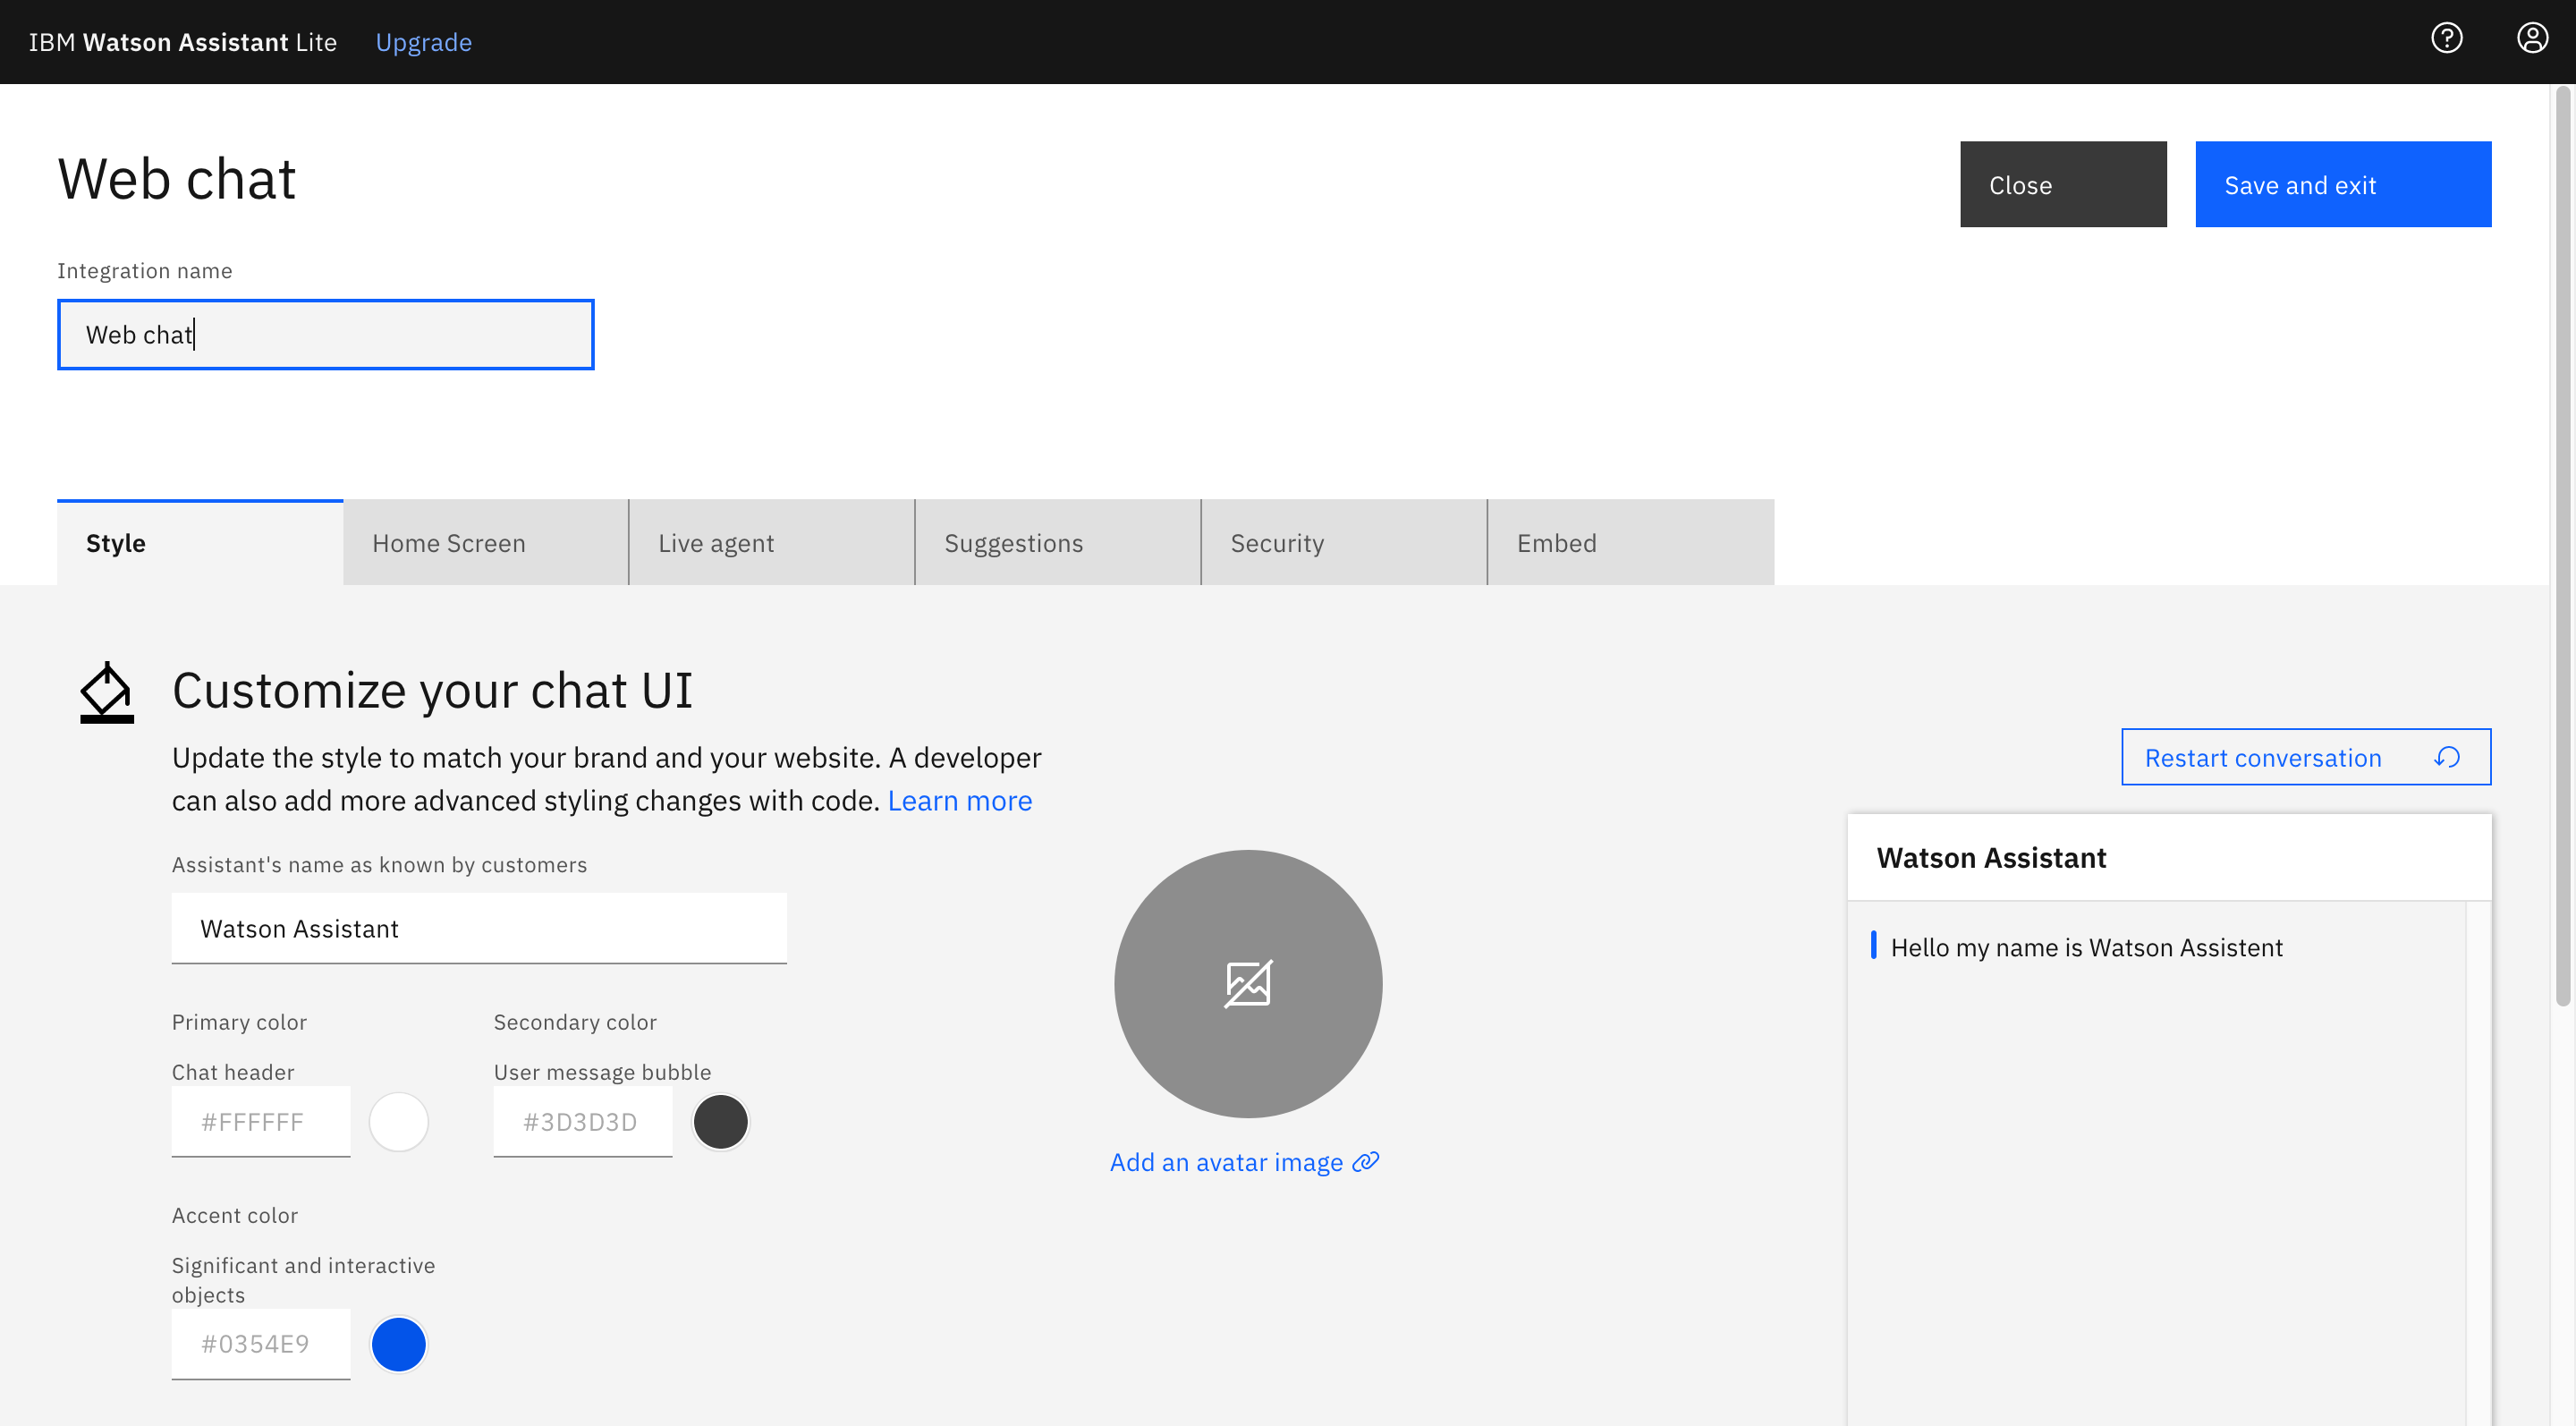 IBM Watson Assistant Lite Upgrade
Web chat
Close
Save and exit
Integration name
Web chat
Style
Home Screen
Live agent
Suggestions
Security
Embed
Customize your chat UI
Update the style to match your brand and your website. A developer
can also add more advanced styling changes with code. Learn more
Assistant's name as known by customers
Watson Assistant
Primary color
Chat header
#FFFFFF
Secondary color
User message bubble
#3D3D3D
Accent color
Significant and interactive
objects
#0354E9
Add an avatar image
Restart conversation
Watson Assistant
Hello my name is Watson Assistent